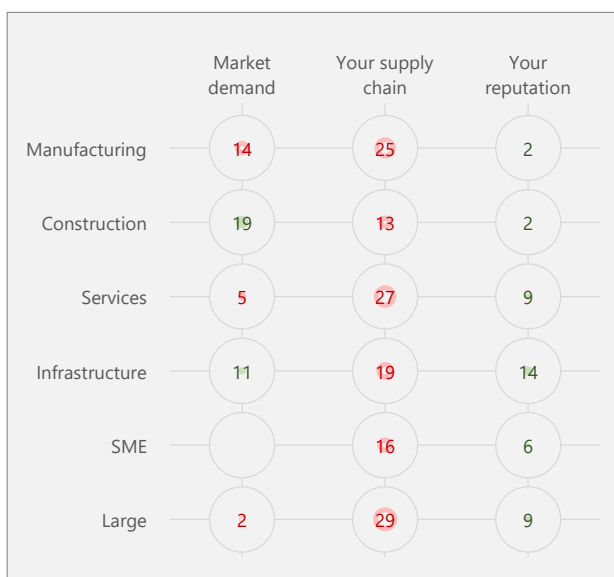 Market Your supply Your
demand chain reputation
Manufacturing 14 25 2
Construction 19 13 2
Services 5 27 9
Infrastructure 11 19 14
SME 16 6
Large 2 29 9